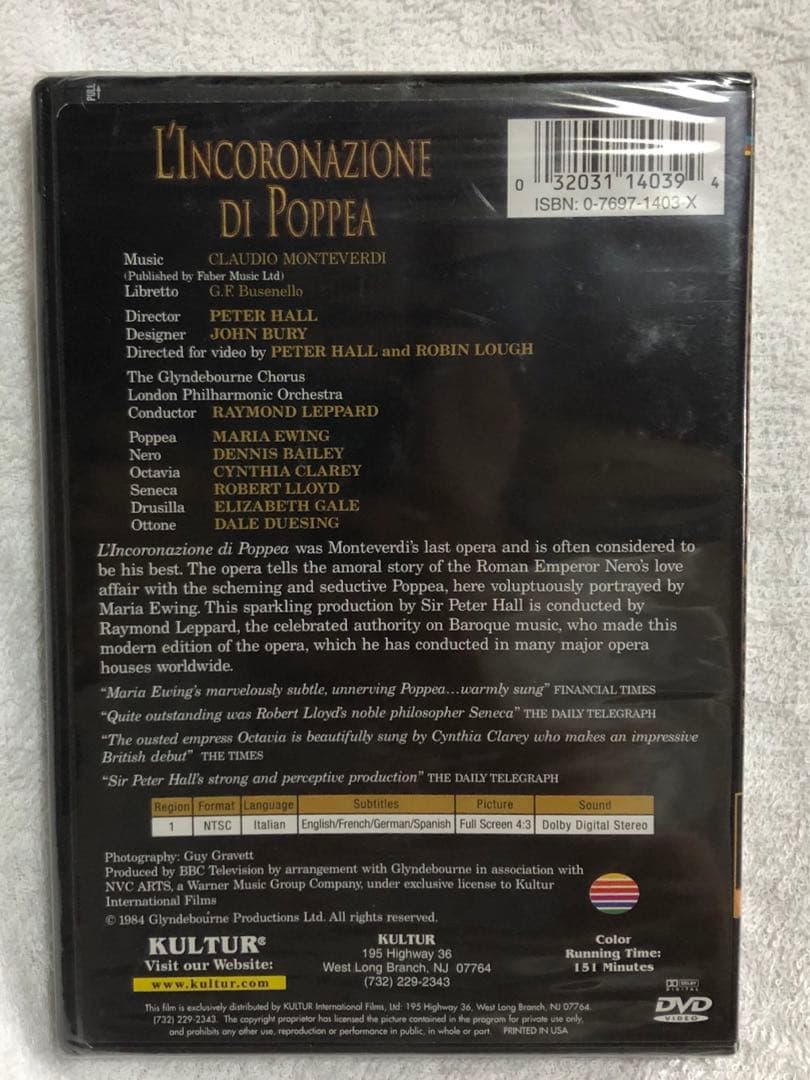 PULL
L'INCORONAZIONE
DI POPPEA
0 32031 14039 4
ISBN: 0-7697-1403-X
Music CLAUDIO MONTEVERDI
(Published by Faber Music Ltd)
Libretto G.F. Busenello
Director PETER HALL
Designer JOHN BURY
Directed for video by PETER HALL and ROBIN LOUGH
The Glyndebourne Chorus
London Philharmonic Orchestra
Conductor RAYMOND LEPPARD
Poppea MARIA EWING
Nero DENNIS BAILEY
Octavia CYNTHIA CLAREY
Seneca ROBERT LLOYD
Drusilla ELIZABETH GALE
Ottone DALE DUESING
L'Incoronazione di Poppea was Monteverdi's last opera and is often considered to
be his best. The opera tells the amoral story of the Roman Emperor Nero's love
affair with the scheming and seductive Poppea, here voluptuously portrayed by
Maria Ewing. This sparkling production by Sir Peter Hall is conducted by
Raymond Leppard, the celebrated authority on Baroque music, who made this
modern edition of the opera, which he has conducted in many major opera
houses worldwide.
"Maria Ewing's marvelously subtle, unnerving Poppea...warmly sung" FINANCIAL TIMES
"Quite outstanding was Robert Lloyd's noble philosopher Seneca" THE DAILY TELEGRAPH
"The ousted empress Octavia is beautifully sung by Cynthia Clarey who makes an impressive
British debut" THE TIMES
"Sir Peter Hall's strong and perceptive production" THE DAILY TELEGRAPH
Region Format Language Subtitles Picture Sound
1 NTSC Italian English/French/German/Spanish Full Screen 4:3 Dolby Digital Stereo
Photography: Guy Gravett
Produced by BBC Television by arrangement with Glyndebourne in association with
NVC ARTS, a Warner Music Group Company, under exclusive license to Kultur
International Films
© 1984 Glyndebourne Productions Ltd. All rights reserved.
KULTUR®
Visit our Website:
www.kultur.com
KULTUR
195 Highway 36
West Long Branch, NJ 07764
(732) 229-2343
Color
Running Time:
151 Minutes
DOLBY
DIGITAL
DVD
VIDEO
This film is exclusively distributed by KULTUR International Films, Ltd: 195 Highway 36, West Long Branch, NJ 07764.
(732) 229-2343. The copyright proprietor has licensed the picture contained in the program for private use only,
and prohibits any other use, reproduction or performance in public, in whole or part. PRINTED IN USA